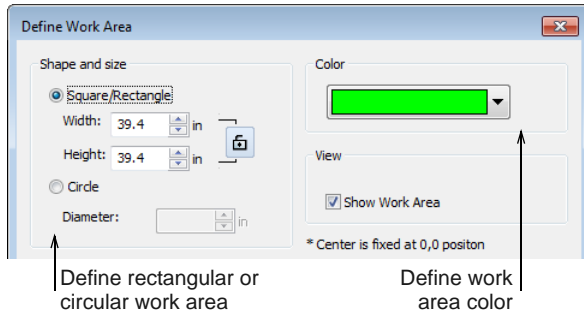 Define Work Area
Shape and size
Square/Rectangle
Width: 39.4 in
Height: 39.4 in
Circle
Diameter: in
Color
View
Show Work Area
* Center is fixed at 0,0 positon
Define rectangular or
circular work area
Define work
area color